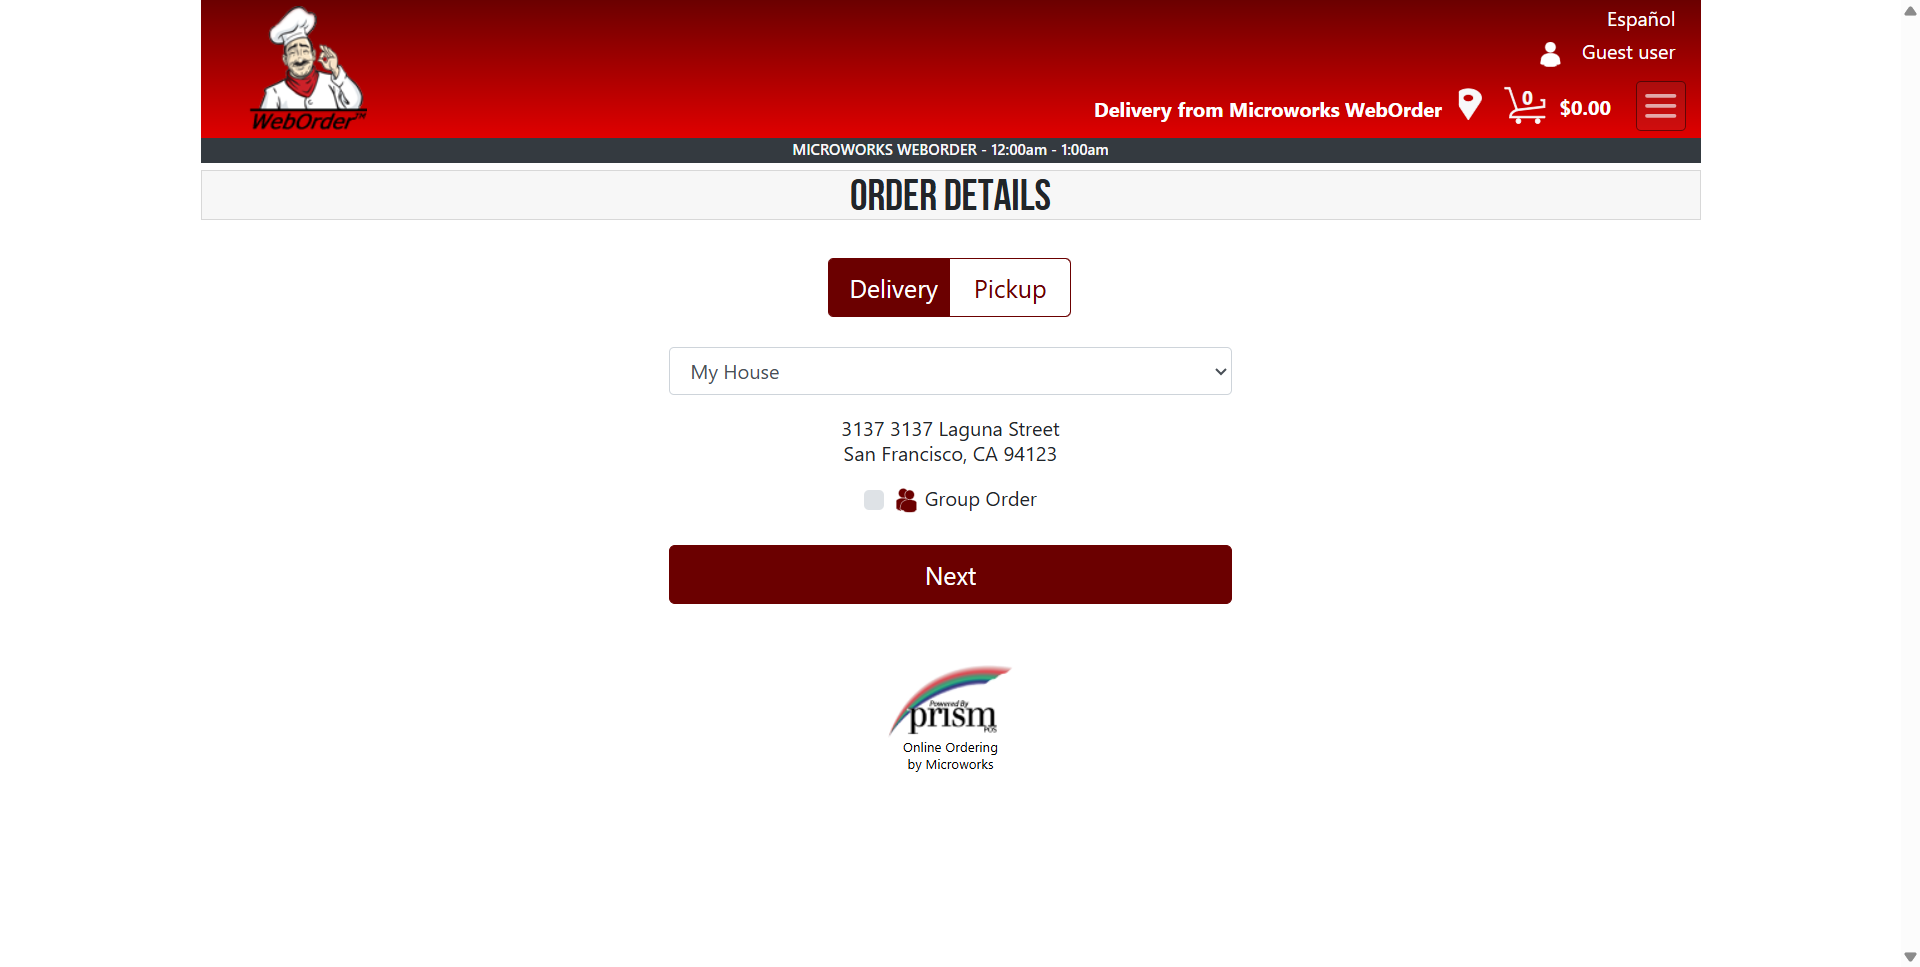 WebOrder™
Español
Guest user
Delivery from Microworks WebOrder
0
$0.00
MICROWORKS WEBORDER - 12:00am - 1:00am
ORDER DETAILS
Delivery
Pickup
My House
3137 3137 Laguna Street
San Francisco, CA 94123
Group Order
Next
Powered By
prism
POS
Online Ordering
by Microworks